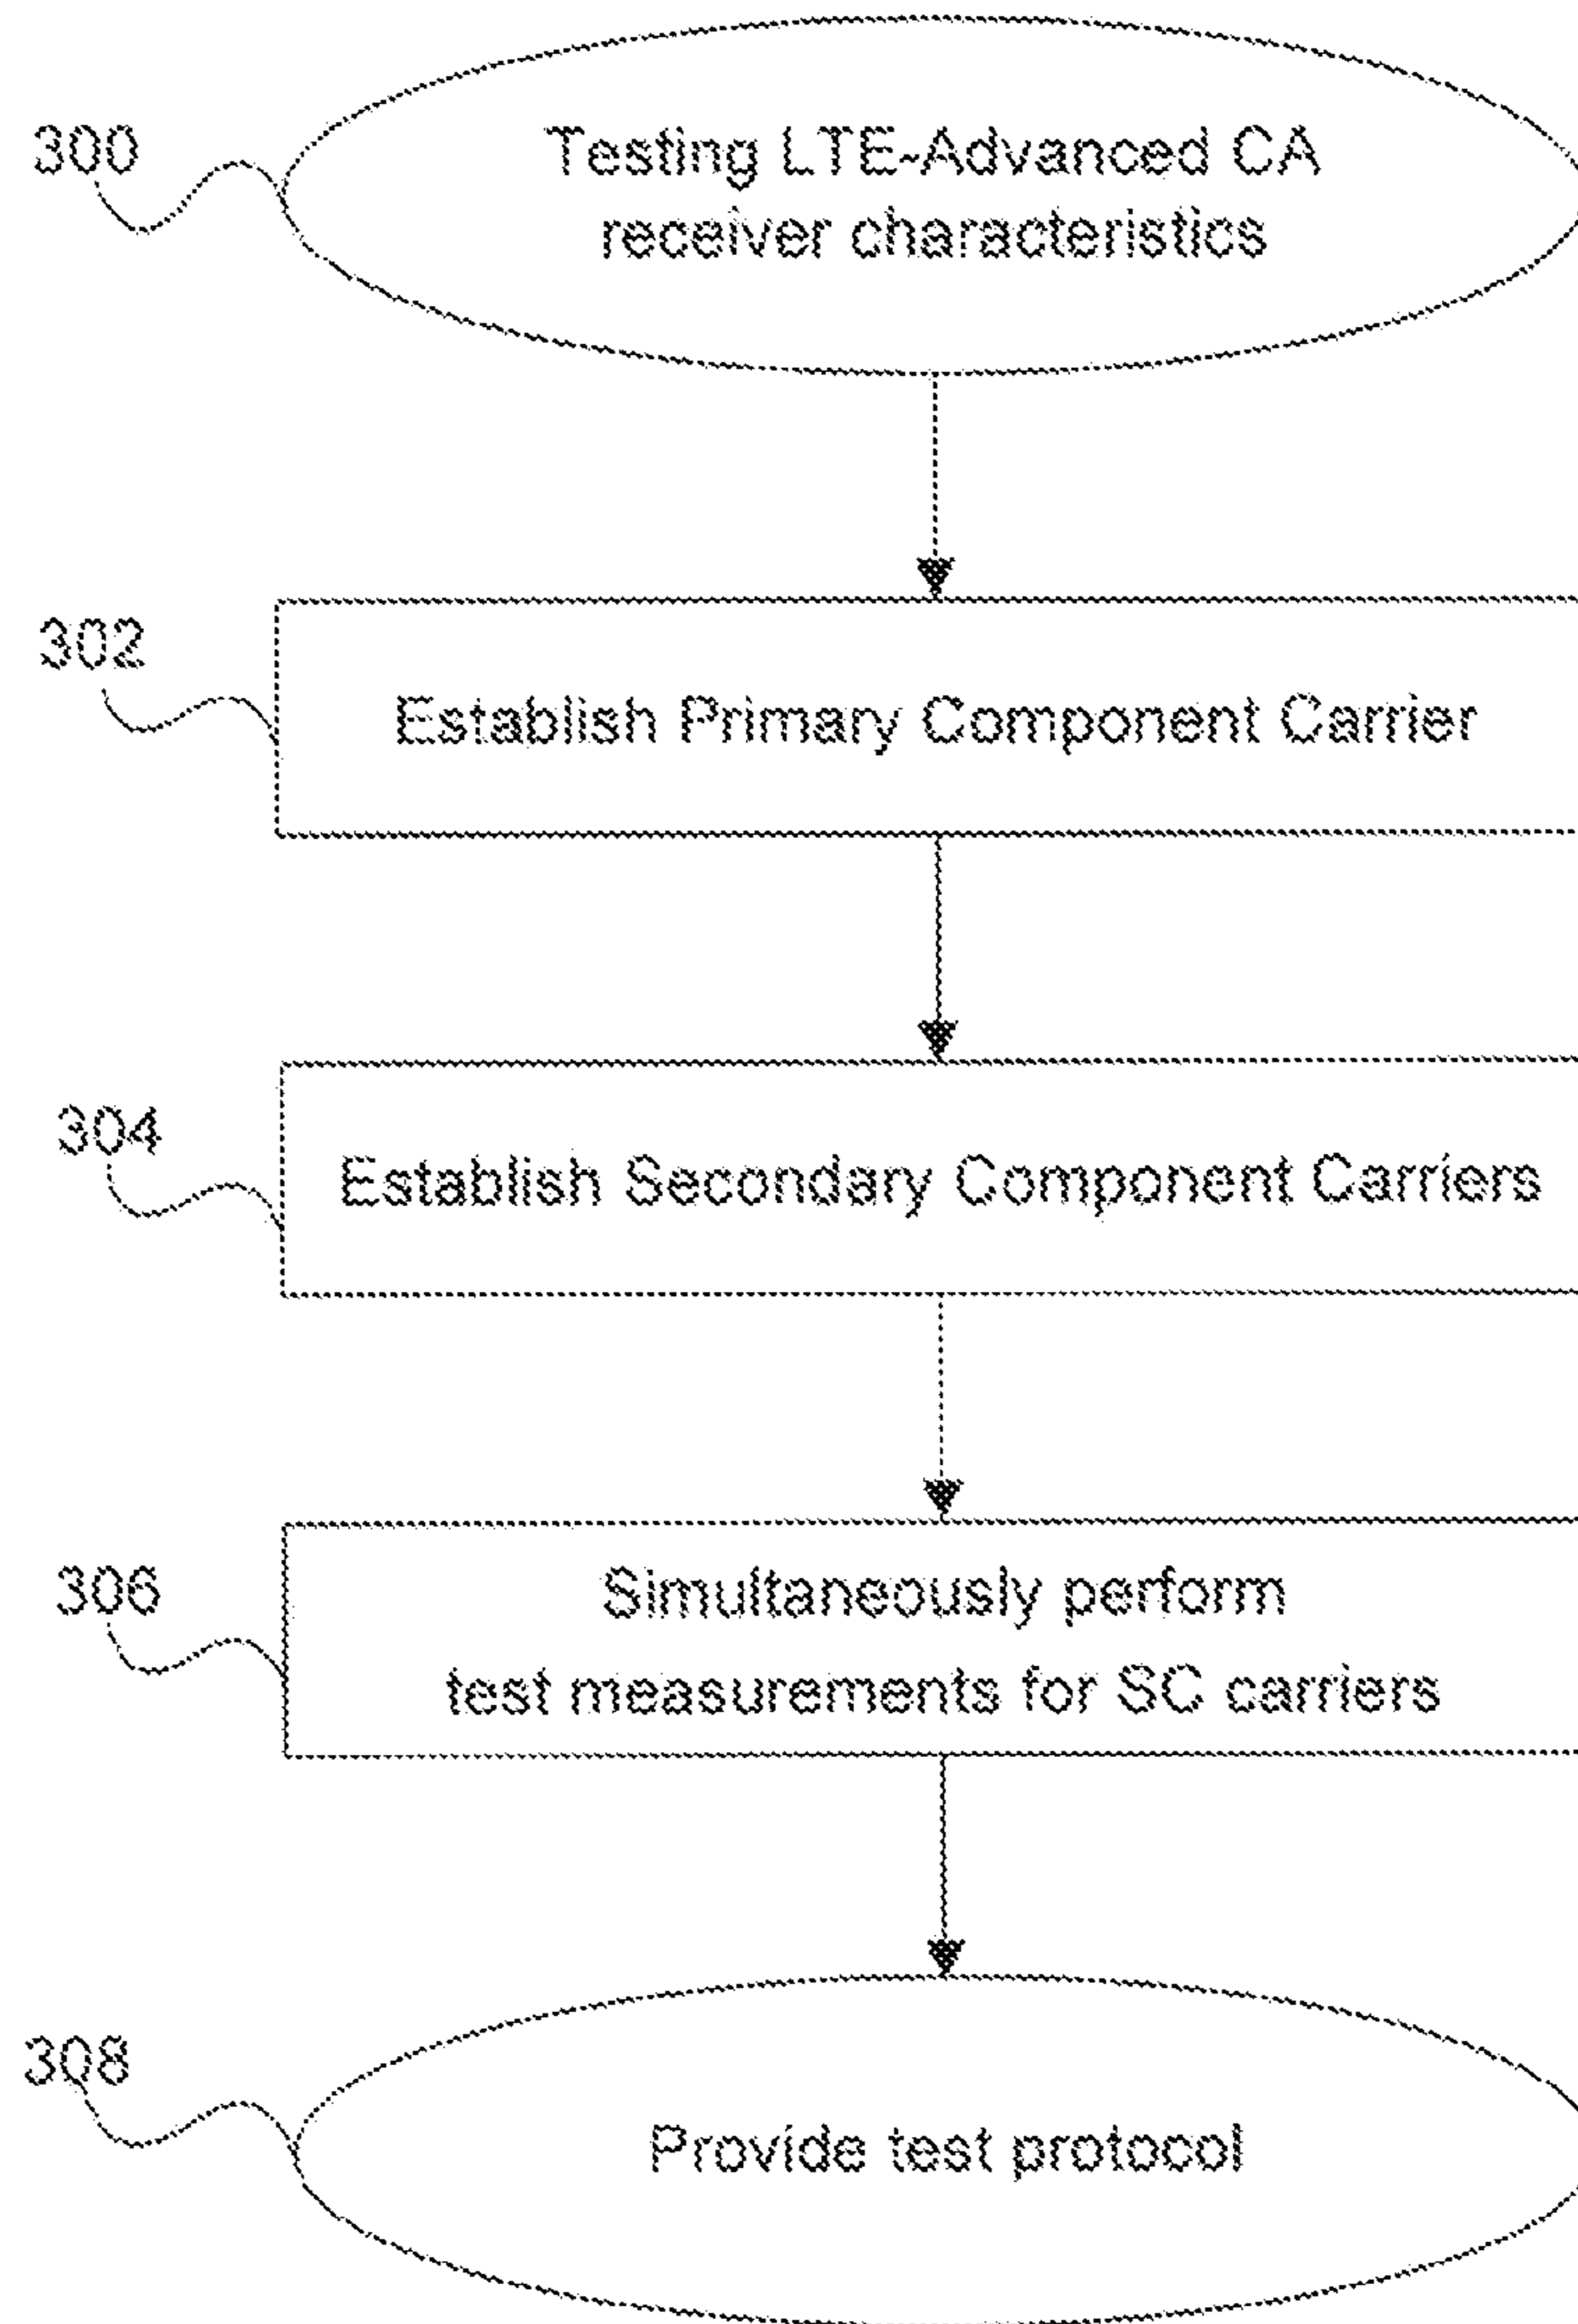 300
Testing LTE-Advanced CA
receiver characteristics
302
Establish Primary Component Carrier
304
Establish Secondary Component Carriers
306
Simultaneously perform
test measurements for SC carriers
308
Provide test protocol